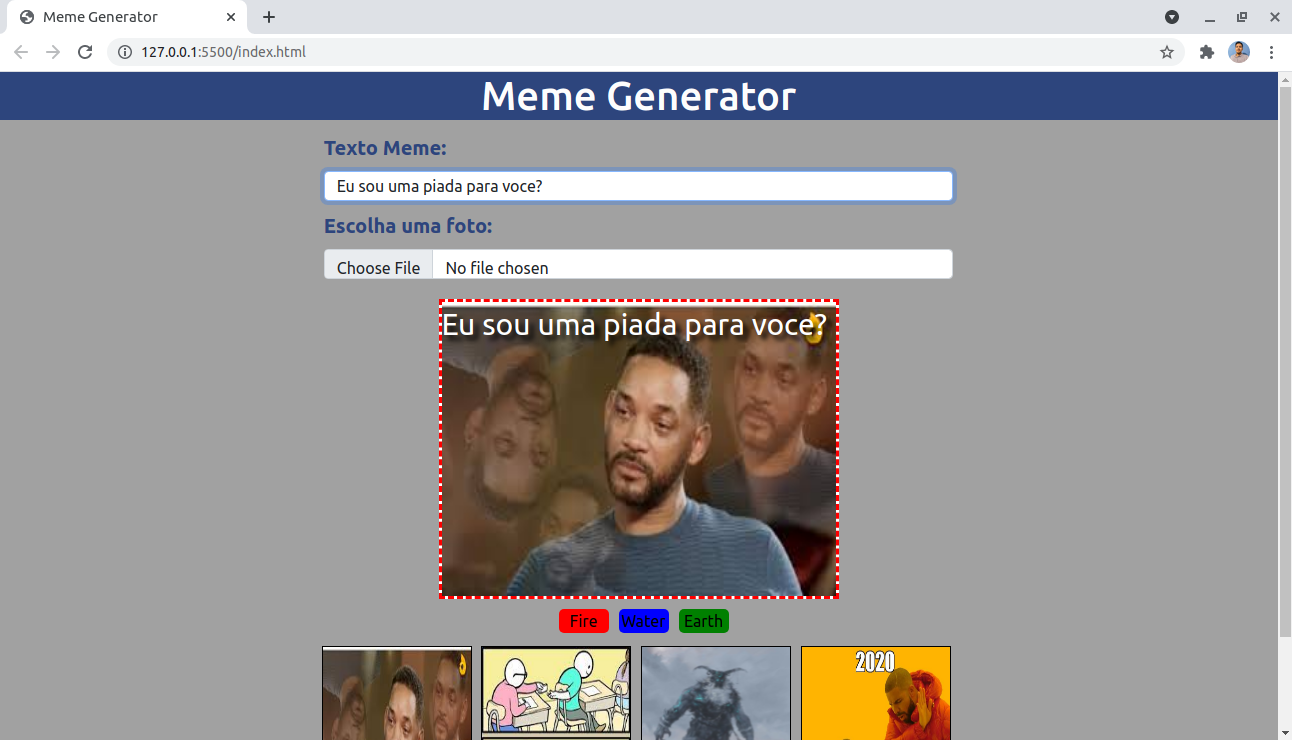 Meme Generator
127.0.0.1:5500/index.html
Meme Generator
Texto Meme:
Eu sou uma piada para voce?
Escolha uma foto:
Choose File No file chosen
Eu sou uma piada para voce?
Fire Water Earth
2020